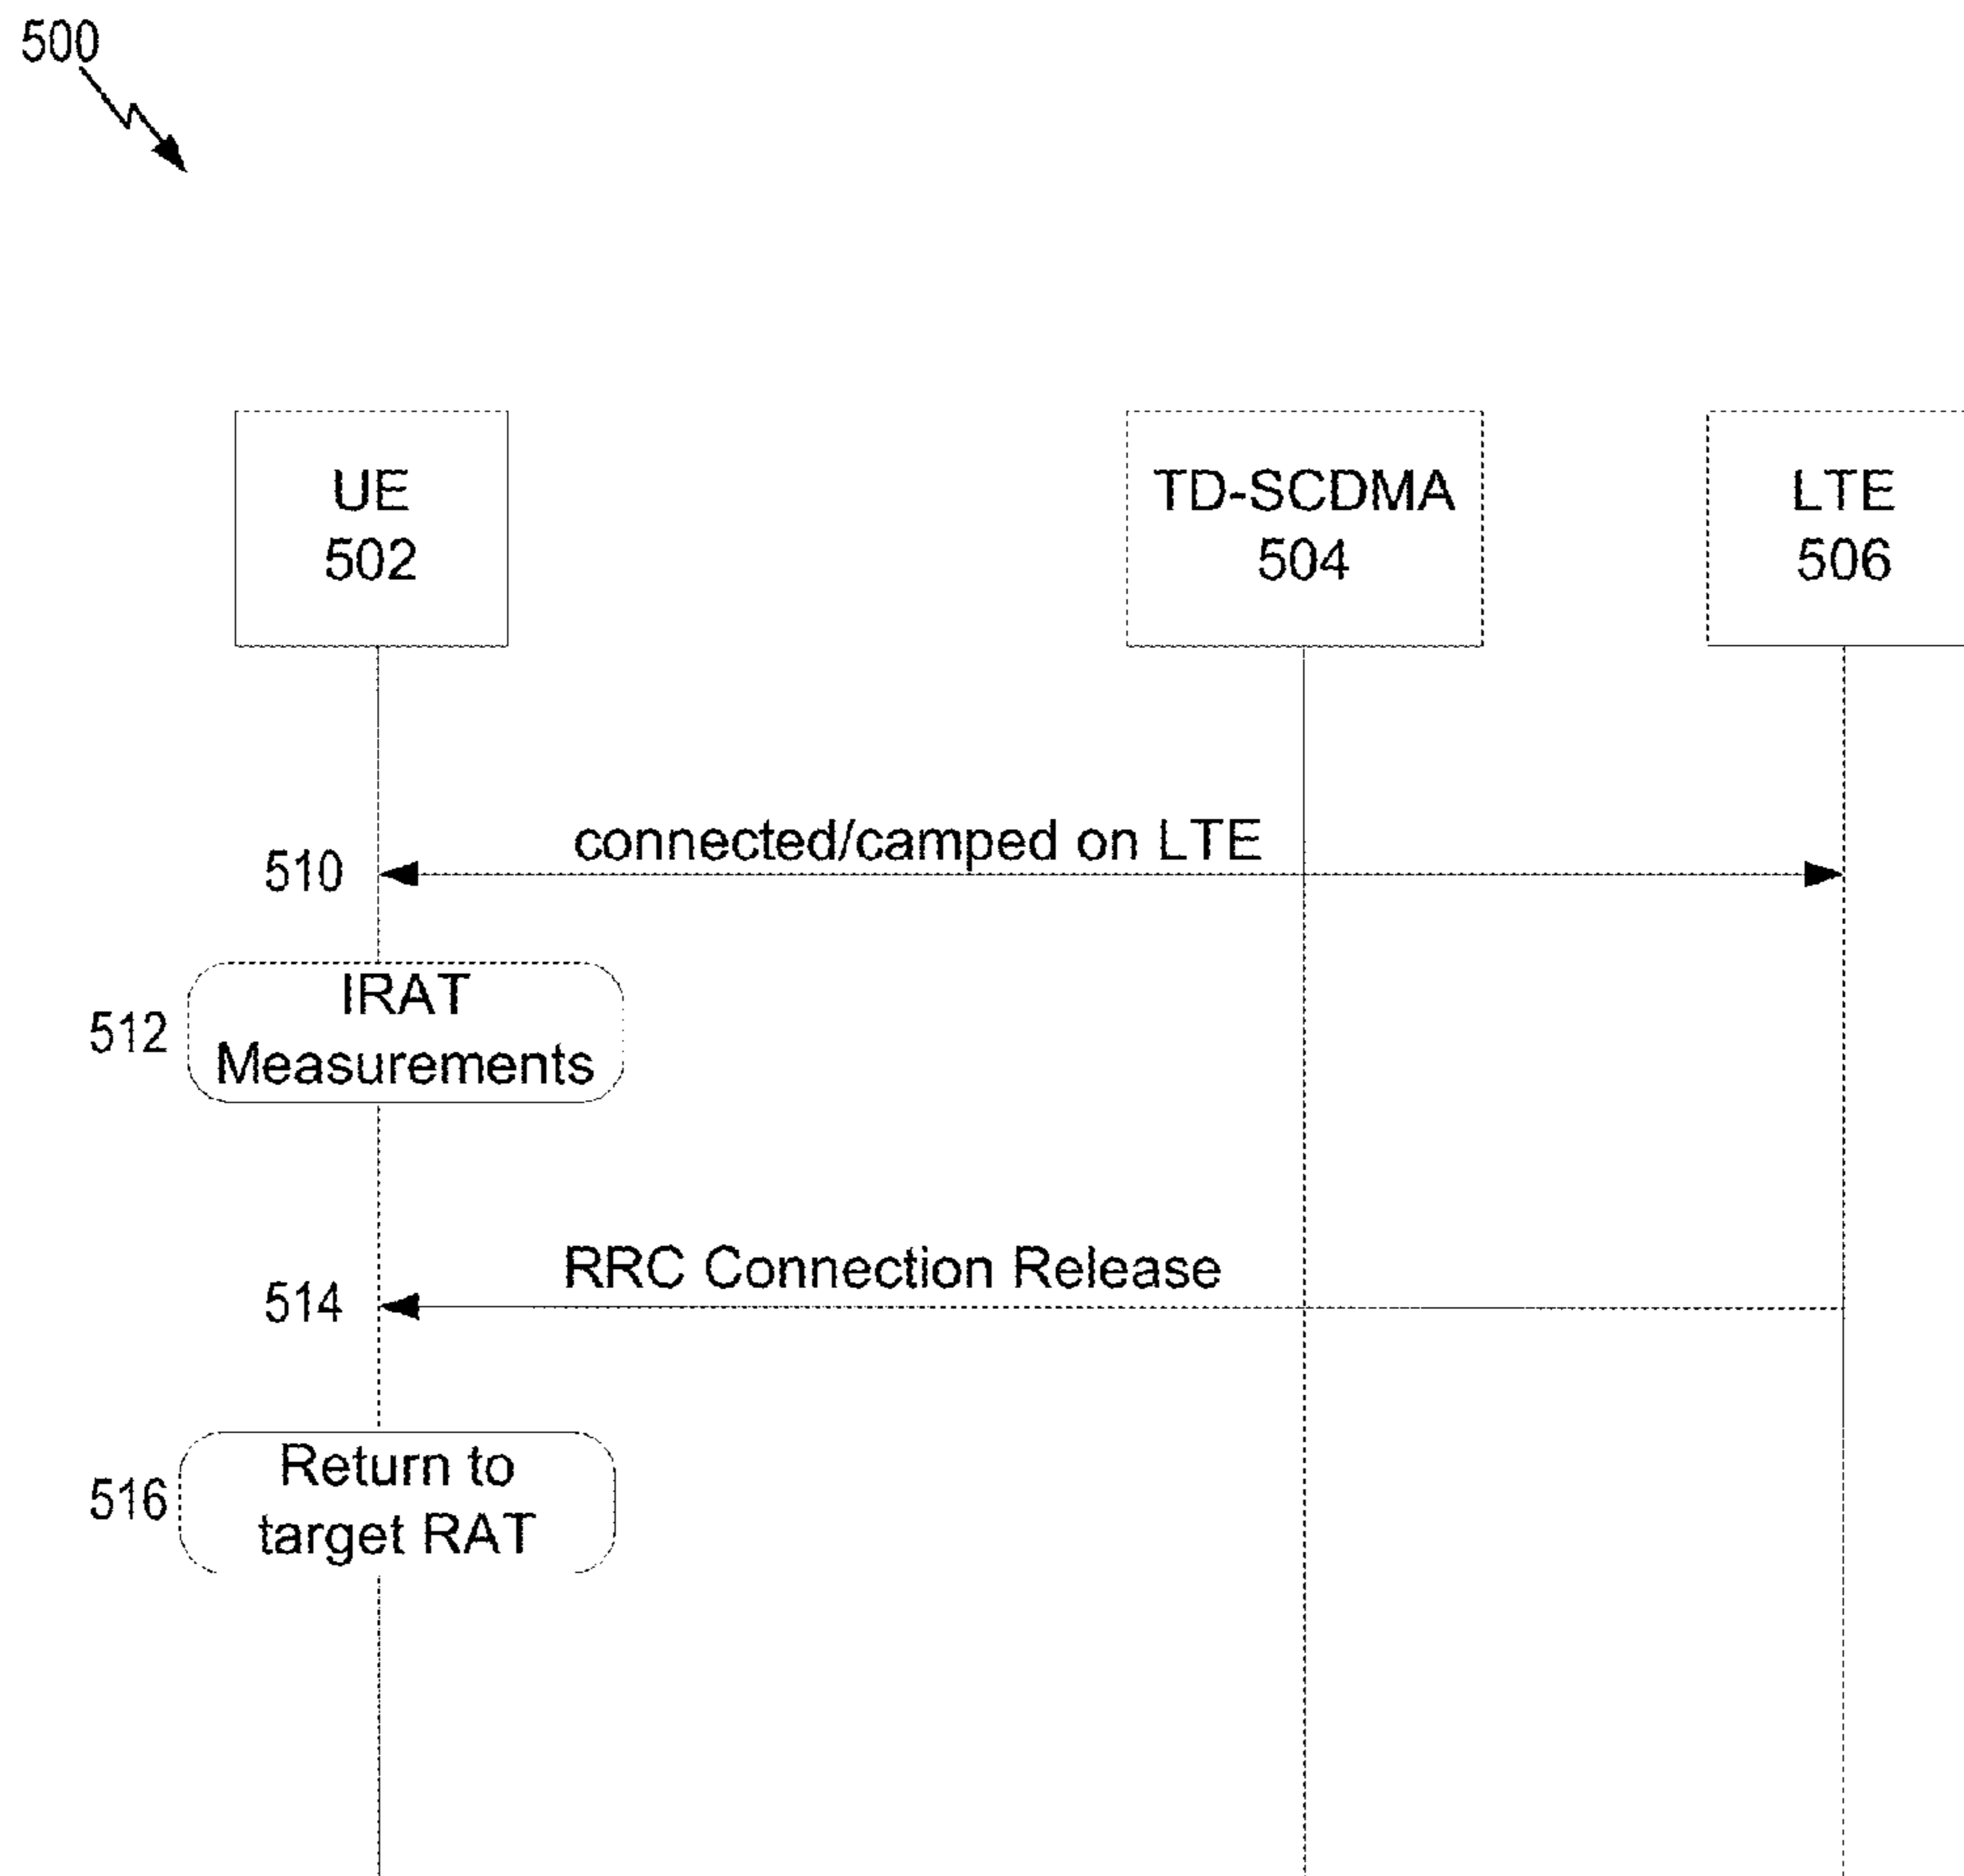 500
UE
502
TD-SCDMA
504
LTE
506
connected/camped on LTE
510
IRAT
512
Measurements
RRC Connection Release
514
Return to
516
target RAT